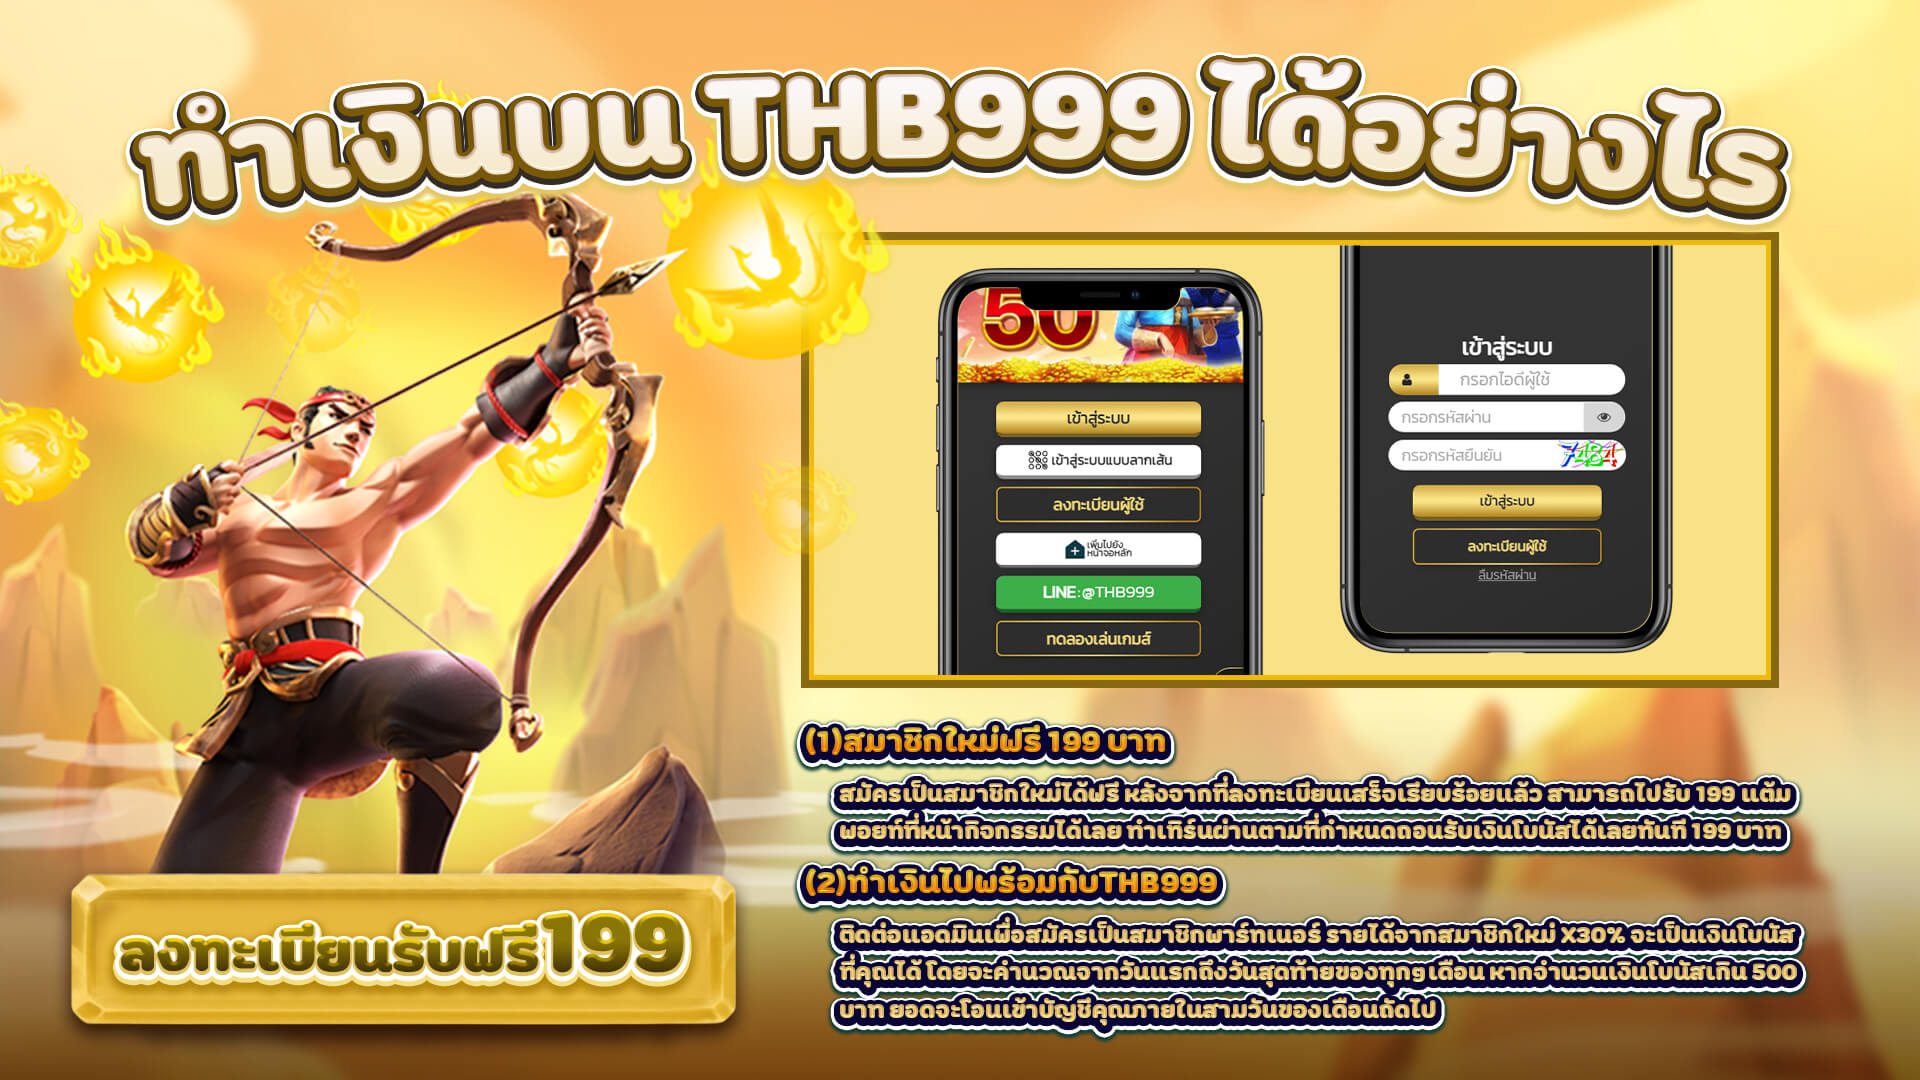 ทำเงินบน THB999 ได้อย่างไร
50
เข้าสู่ระบบ
เข้าสู่ระบบแบบลากเส้น
ลงทะเบียนผู้ใช้
เพิ่มไปยัง
หน้าจอหลัก
LINE:@THB999
ทดลองเล่นเกมส์
เข้าสู่ระบบ
กรอกไอดีผู้ใช้
กรอกรหัสผ่าน
กรอกรหัสยืนยัน 7484
เข้าสู่ระบบ
ลงทะเบียนผู้ใช้
ลืมรหัสผ่าน
(1)สมาชิกใหม่ฟรี 199 บาท
สมัครเป็นสมาชิกใหม่ได้ฟรี หลังจากที่ลงทะเบียนเสร็จเรียบร้อยแล้ว สามารถไปรับ 199 แต้ม
พอยท์ที่หน้ากิจกรรมได้เลย ทำเทิร์นผ่านตามที่กำหนดถอนรับเงินโบนัสได้เลยทันที 199 บาท
(2)ทำเงินไปพร้อมกับTHB999
ติดต่อแอดมินเพื่อสมัครเป็นสมาชิกพาร์ทเนอร์ รายได้จากสมาชิกใหม่ X30% จะเป็นเงินโบนัส
ที่คุณได้ โดยจะคำนวณจากวันแรกถึงวันสุดท้ายของทุกๆเดือน หากจำนวนเงินโบนัสเกิน 500
บาท ยอดจะโอนเข้าบัญชีคุณภายในสามวันของเดือนถัดไป
ลงทะเบียนรับฟรี199